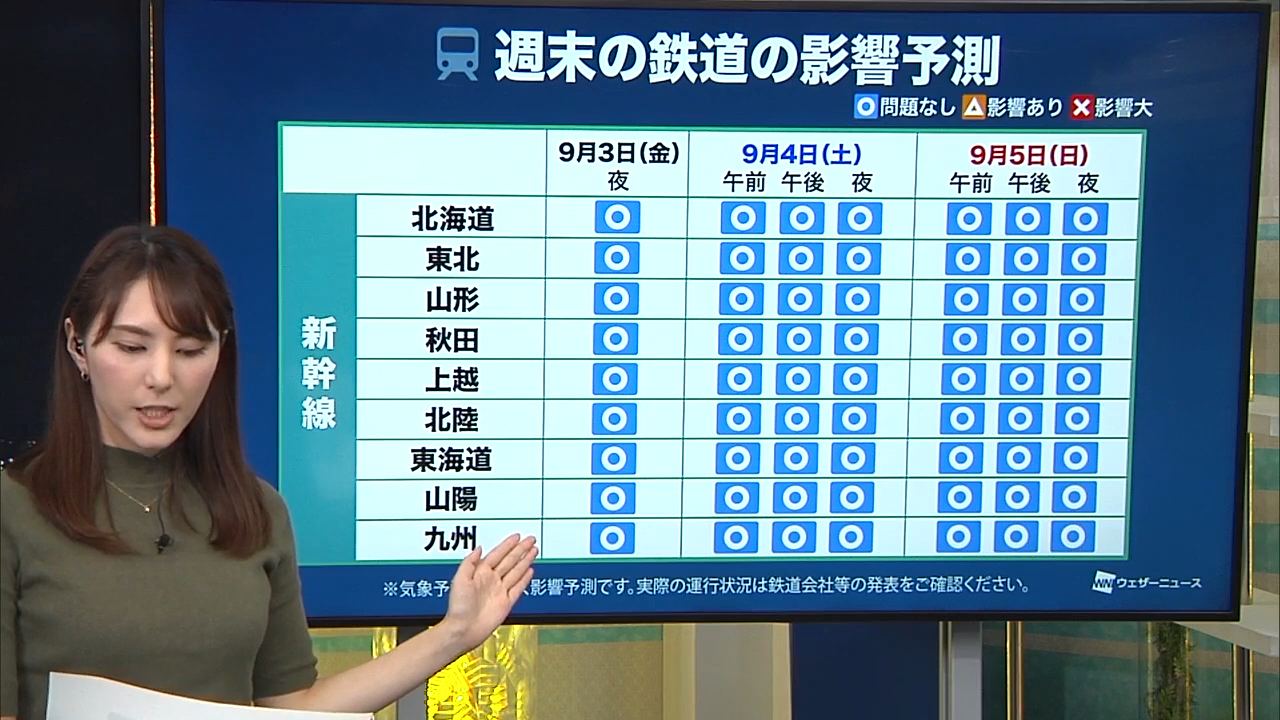 週末の鉄道の影響予測
問題なし 影響あり 影響大
9月3日(金) 9月4日(土) 9月5日(日)
夜 午前 午後 夜 午前 午後 夜
新幹線
北海道
東北
山形
秋田
上越
北陸
東海道
山陽
九州
※気象予 影響予測です。実際の運行状況は鉄道会社等の発表をご確認ください。
WNI ウェザーニュース